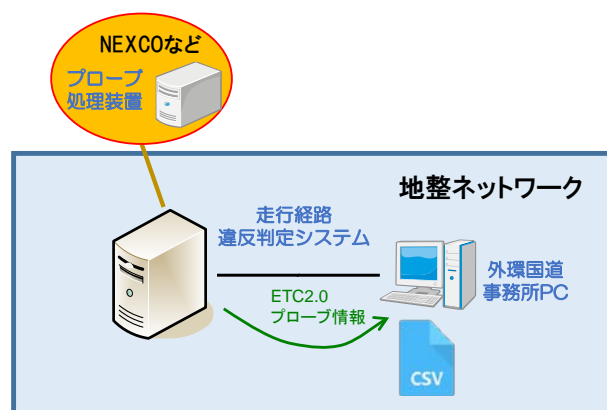 NEXCOなど
プローブ
処理装置
地整ネットワーク
走行経路
違反判定システム
外環国道
事務所PC
ETC2.0
プローブ情報
CSV